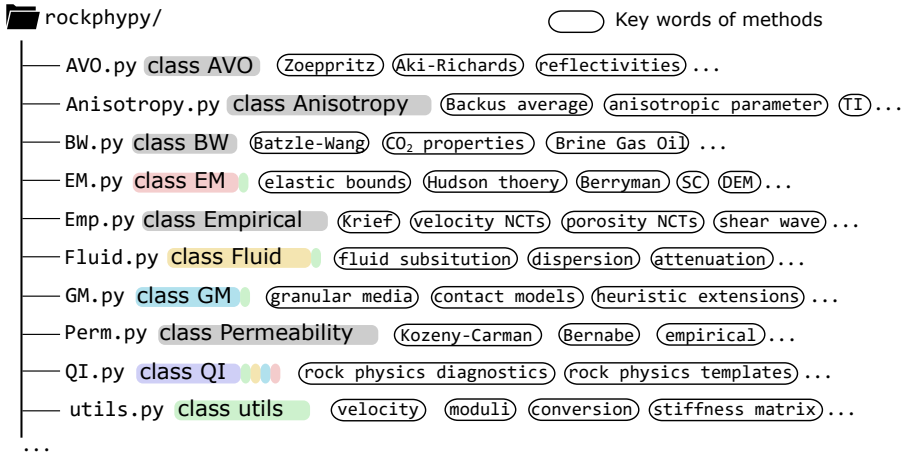 rockphypy/ Key words of methods
AVO.py class AVO Zoeppritz Aki-Richards reflectivities ...
Anisotropy.py class Anisotropy Backus average anisotropic parameter TI ...
BW.py class BW Batzle-Wang CO₂ properties Brine Gas Oil ...
EM.py class EM elastic bounds Hudson thoery Berryman SC DEM ...
Emp.py class Empirical Krief velocity NCTs porosity NCTs shear wave ...
Fluid.py class Fluid fluid subsitution dispersion attenuation ...
GM.py class GM granular media contact models heuristic extensions ...
Perm.py class Permeability Kozeny-Carman Bernabe empirical ...
QI.py class QI rock physics diagnostics rock physics templates ...
utils.py class utils velocity moduli conversion stiffness matrix ...
...